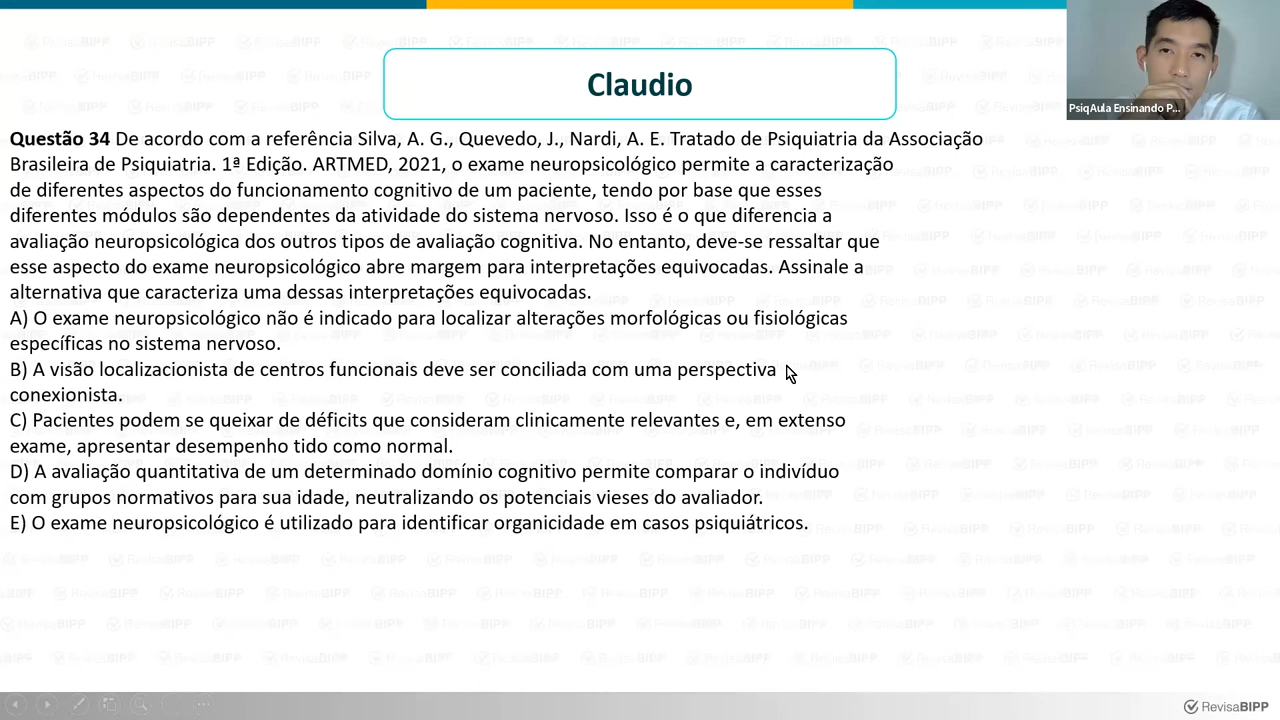 Claudio
PsiqAula Ensinando P...
Questão 34 De acordo com a referência Silva, A. G., Quevedo, J., Nardi, A. E. Tratado de Psiquiatria da Associação
Brasileira de Psiquiatria. 1ª Edição. ARTMED, 2021, o exame neuropsicológico permite a caracterização
de diferentes aspectos do funcionamento cognitivo de um paciente, tendo por base que esses
diferentes módulos são dependentes da atividade do sistema nervoso. Isso é o que diferencia a
avaliação neuropsicológica dos outros tipos de avaliação cognitiva. No entanto, deve-se ressaltar que
esse aspecto do exame neuropsicológico abre margem para interpretações equivocadas. Assinale a
alternativa que caracteriza uma dessas interpretações equivocadas.
A) O exame neuropsicológico não é indicado para localizar alterações morfológicas ou fisiológicas
específicas no sistema nervoso.
B) A visão localizacionista de centros funcionais deve ser conciliada com uma perspectiva
conexionista.
C) Pacientes podem se queixar de déficits que consideram clinicamente relevantes e, em extenso
exame, apresentar desempenho tido como normal.
D) A avaliação quantitativa de um determinado domínio cognitivo permite comparar o indivíduo
com grupos normativos para sua idade, neutralizando os potenciais vieses do avaliador.
E) O exame neuropsicológico é utilizado para identificar organicidade em casos psiquiátricos.
RevisaBIPP